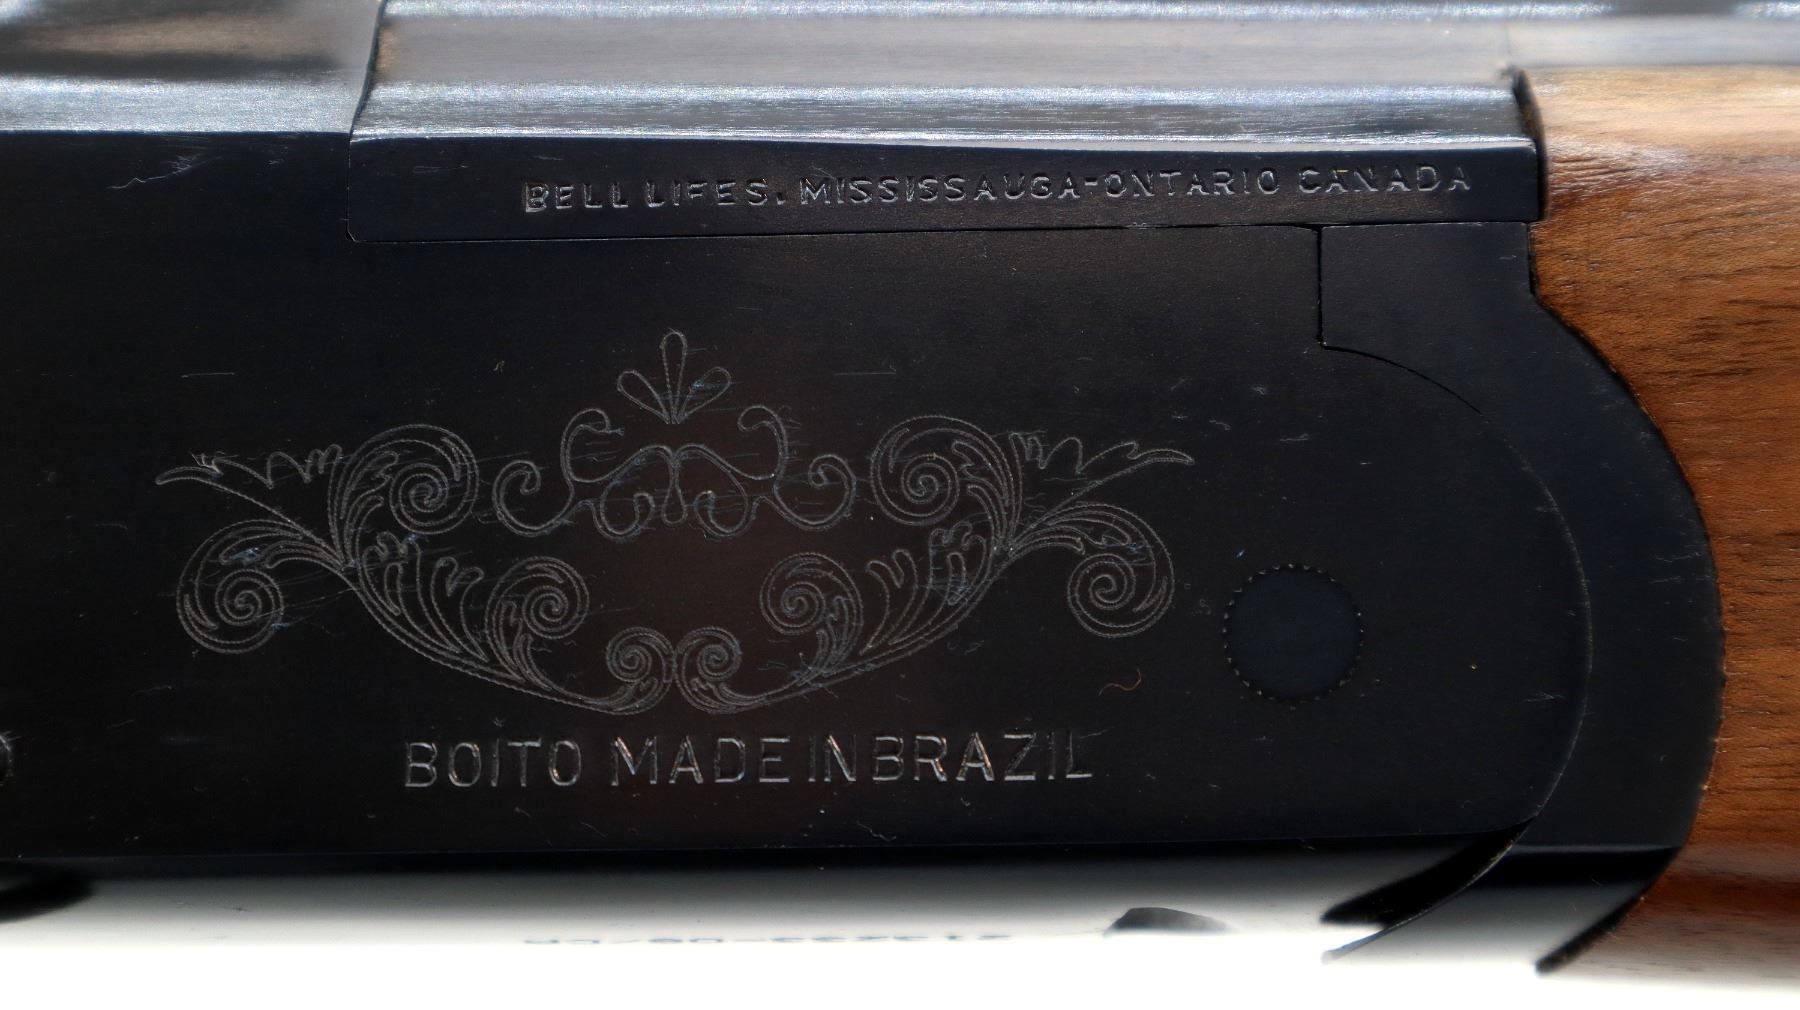 BELL LIFES. MISSISSAUGA-ONTARIO CANADA
BOITO MADE IN BRAZIL